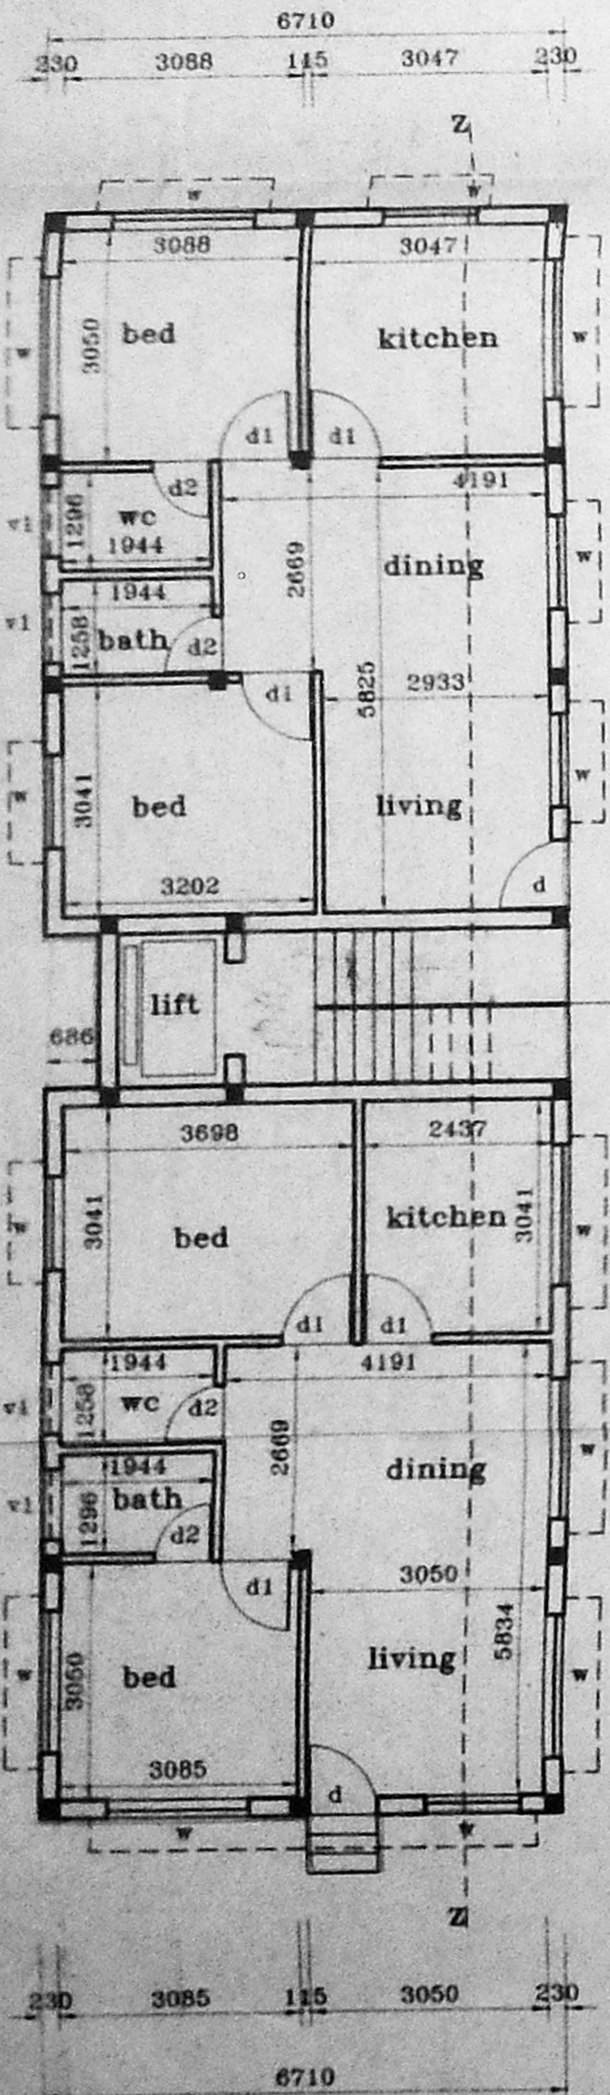 6710
230 3088 115 3047 230
Z
w w
3088 3047
w bed 3050 kitchen w
d1 d1
d2 4191
v1 1296 wc
1944 2669 dining w
1944
v1 1258 bath d2
d1 5825 2933
w 3041 bed living w
3202 d
lift
686
3698 2437
w 3041 bed kitchen 3041 w
d1 d1
1944 4191
v1 1258 wc d2 2669
1944 dining w
v1 1296 bath
d2
d1 3050
w 3050 bed living 5834 w
3085 d
w w
Z
230 3085 115 3050 230
6710